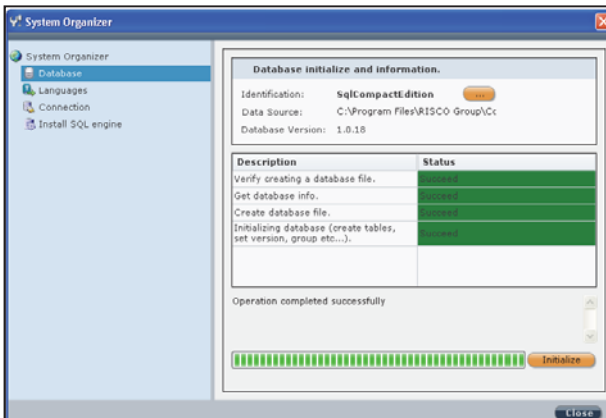 System Organizer
System Organizer
Database
Languages
Connection
Install SQL engine
Database initialize and information.
Identification: SqlCompactEdition ...
Data Source: C:\Program Files\RISCO Group\Cc
Database Version: 1.0.18
Description Status
Verify creating a database file. Succeed
Get database info. Succeed
Create database file. Succeed
Initializing database (create tables,
set version, group etc...). Succeed
Operation completed successfully
Initialize
Close